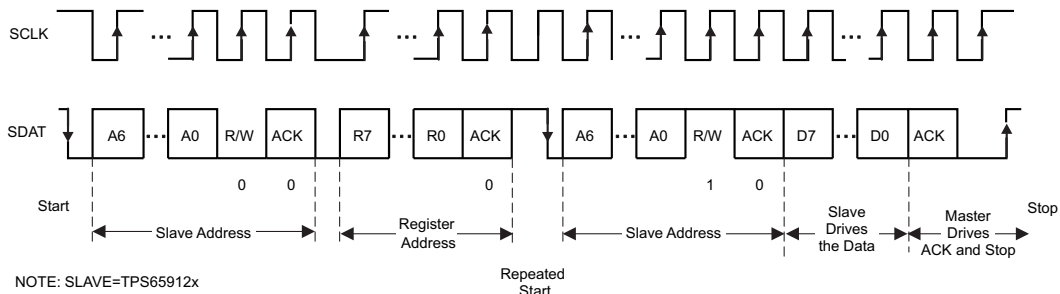 SCLK
... ... ... ...
SDAT A6 ... A0 R/W ACK R7 ... R0 ACK A6 ... A0 R/W ACK D7 ... D0 ACK
0 0 0 1 0
Start
Slave Address
Register
Address
Repeated
Start
Slave Address
Slave
Drives
the Data
Master
Drives
ACK and Stop
Stop
NOTE: SLAVE=TPS65912x